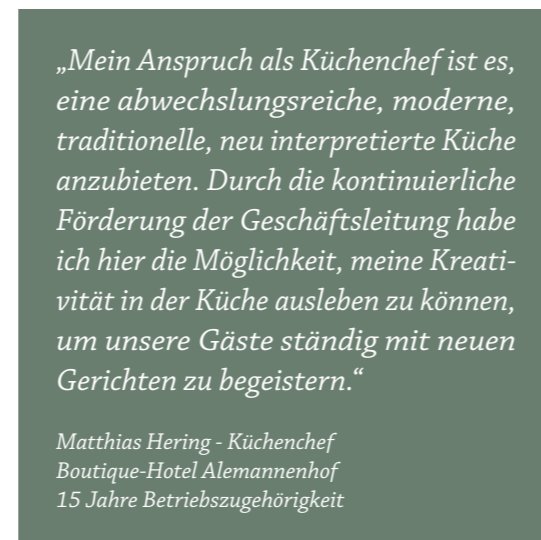 „Mein Anspruch als Küchenchef ist es,
eine abwechslungsreiche, moderne,
traditionelle, neu interpretierte Küche
anzubieten. Durch die kontinuierliche
Förderung der Geschäftsleitung habe
ich hier die Möglichkeit, meine Kreati-
vität in der Küche ausleben zu können,
um unsere Gäste ständig mit neuen
Gerichten zu begeistern.“
Matthias Hering - Küchenchef
Boutique-Hotel Alemannenhof
15 Jahre Betriebszugehörigkeit